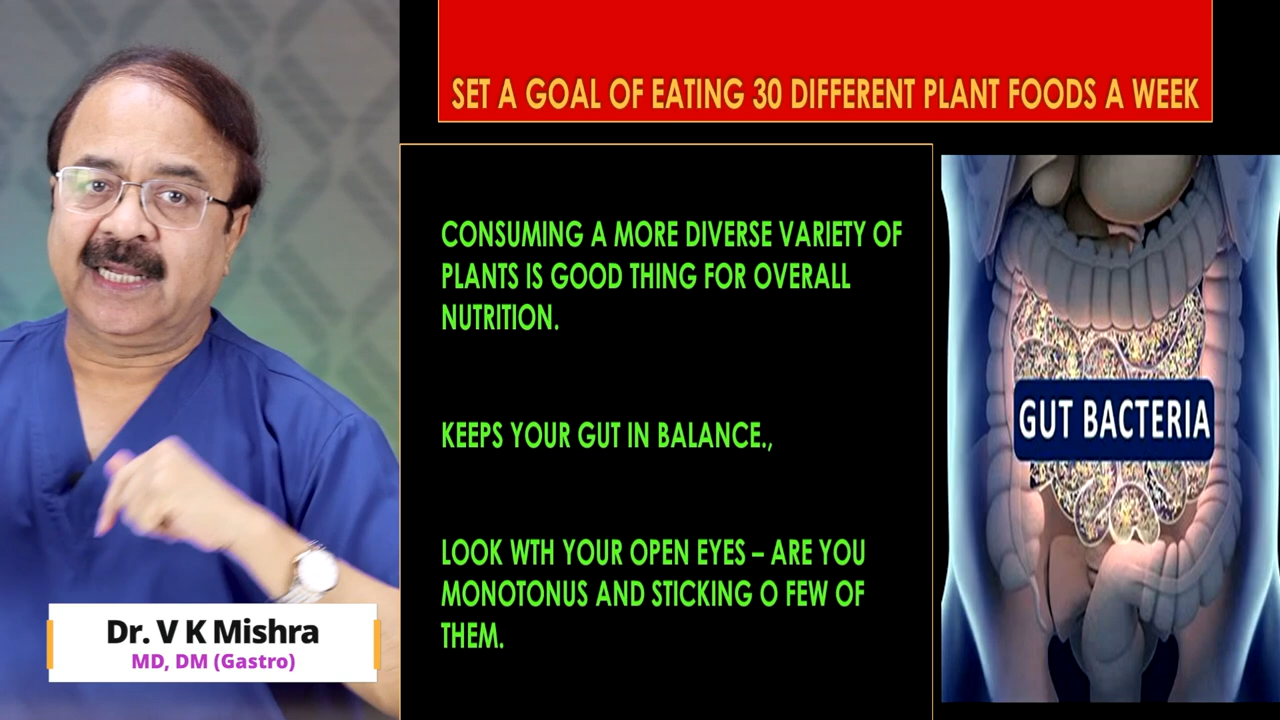 SET A GOAL OF EATING 30 DIFFERENT PLANT FOODS A WEEK
CONSUMING A MORE DIVERSE VARIETY OF
PLANTS IS GOOD THING FOR OVERALL
NUTRITION.
KEEPS YOUR GUT IN BALANCE.,
LOOK WTH YOUR OPEN EYES – ARE YOU
MONOTONUS AND STICKING O FEW OF
THEM.
GUT BACTERIA
Dr. V K Mishra
MD, DM (Gastro)